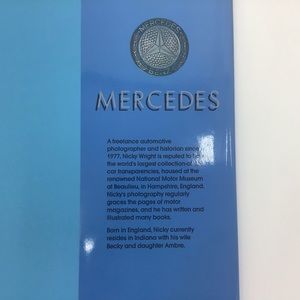 MERCEDES
MERCEDES
A freelance automotive
photographer and historian since
1977, Nicky Wright is reputed to
the world's largest collection of
car transparencies, housed at the
renowned National Motor Museum
at Beaulieu, in Hampshire, England.
Nicky's photography regularly
graces the pages of motor
magazines, and he has written and
illustrated many books.
Born in England, Nicky currently
resides in Indiana with his wife
Becky and daughter Ambre.